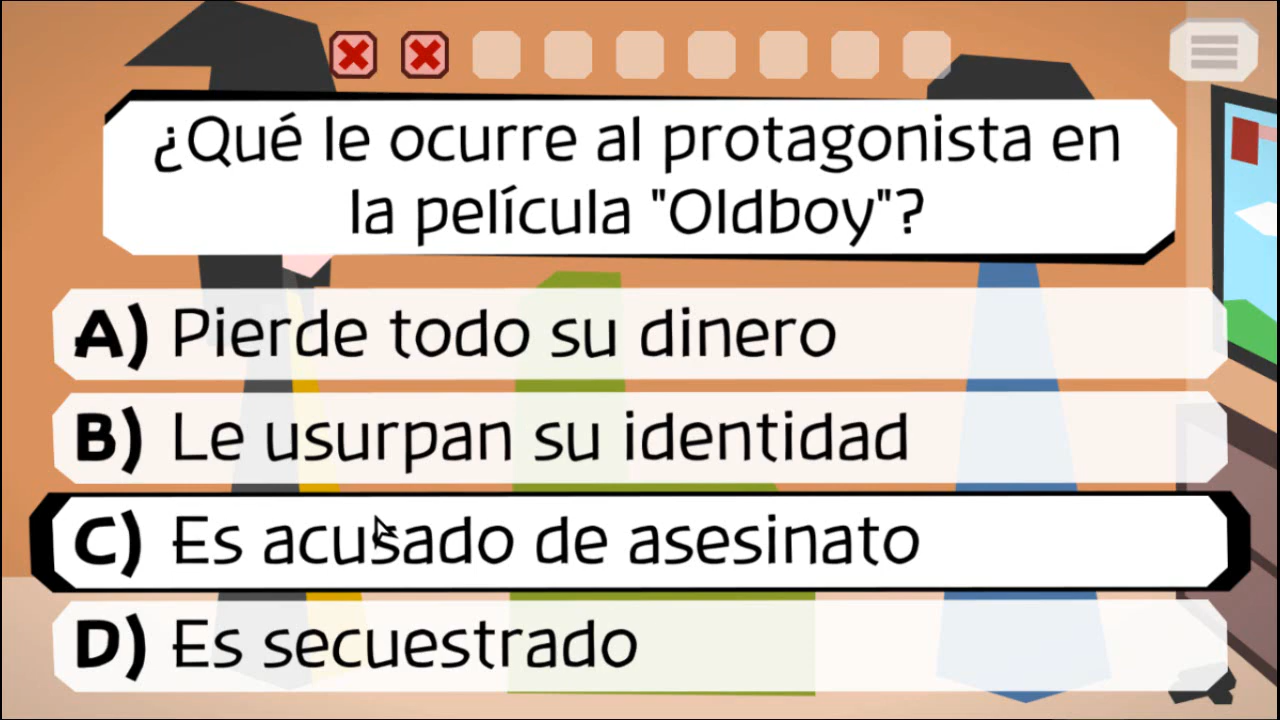 ¿Qué le ocurre al protagonista en
la película "Oldboy"?
A) Pierde todo su dinero
B) Le usurpan su identidad
C) Es acusado de asesinato
D) Es secuestrado